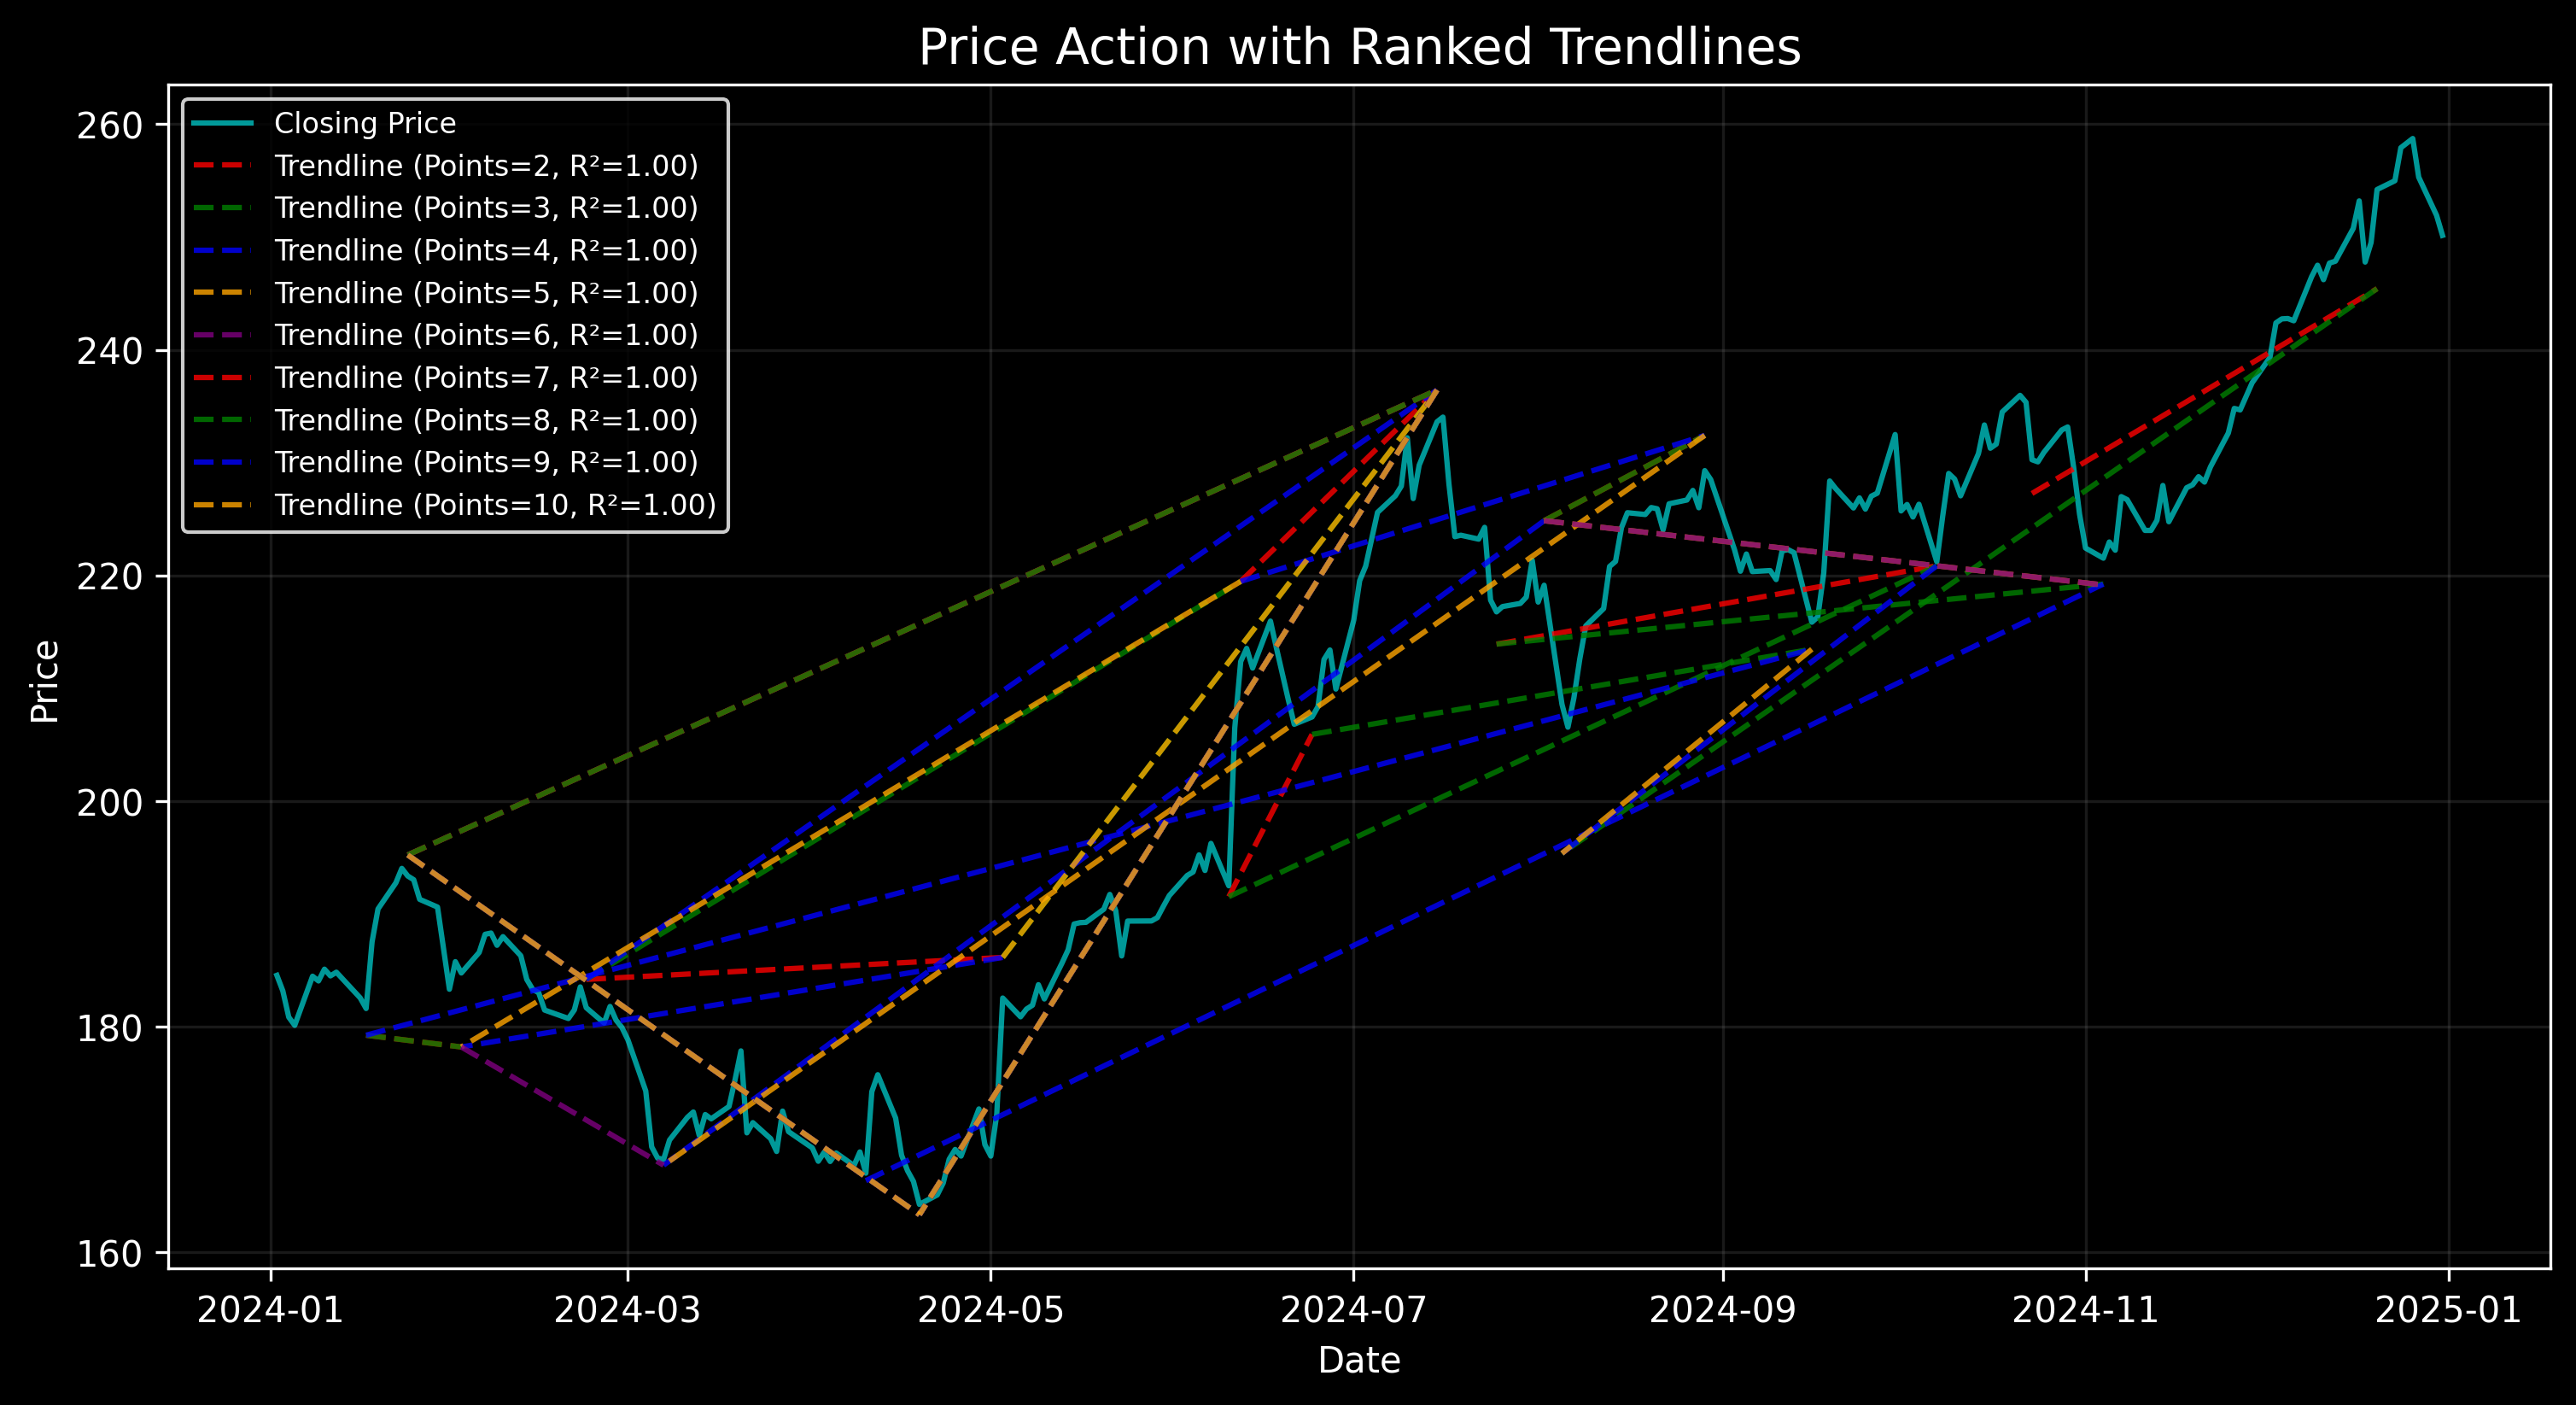 Price Action with Ranked Trendlines
260
240
220
200
180
160
Price
Closing Price
Trendline (Points=2, R²=1.00)
Trendline (Points=3, R²=1.00)
Trendline (Points=4, R²=1.00)
Trendline (Points=5, R²=1.00)
Trendline (Points=6, R²=1.00)
Trendline (Points=7, R²=1.00)
Trendline (Points=8, R²=1.00)
Trendline (Points=9, R²=1.00)
Trendline (Points=10, R²=1.00)
2024-01 2024-03 2024-05 2024-07 2024-09 2024-11 2025-01
Date